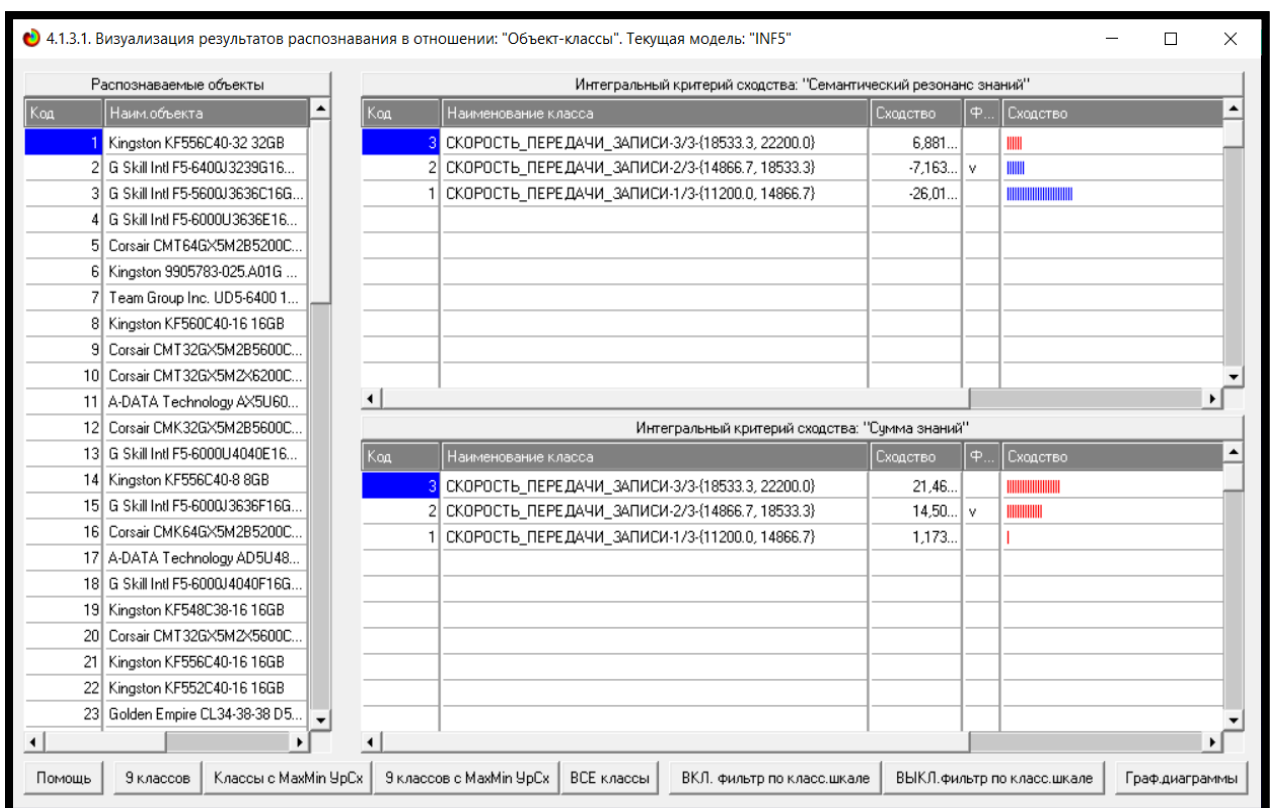 4.1.3.1. Визуализация результатов распознавания в отношении: "Объект-классы". Текущая модель: "INF5"
Распознаваемые объекты
Код Наим.объекта
1 Kingston KF556C40-32 32GB
2 G Skill Intl F5-6400J3239G16...
3 G Skill Intl F5-5600J3636C16G...
4 G Skill Intl F5-6000U3636E16...
5 Corsair CMT64GX5M2B5200C...
6 Kingston 9905783-025.A01G ...
7 Team Group Inc. UD5-6400 1...
8 Kingston KF560C40-16 16GB
9 Corsair CMT32GX5M2B5600C...
10 Corsair CMT32GX5M2X6200C...
11 A-DATA Technology AX5U60...
12 Corsair CMK32GX5M2B5600C...
13 G Skill Intl F5-6000U4040E16...
14 Kingston KF556C40-8 8GB
15 G Skill Intl F5-6000J3636F16G...
16 Corsair CMK64GX5M2B5200C...
17 A-DATA Technology AD5U48...
18 G Skill Intl F5-6000J4040F16G...
19 Kingston KF548C38-16 16GB
20 Corsair CMT32GX5M2X5600C...
21 Kingston KF556C40-16 16GB
22 Kingston KF552C40-16 16GB
23 Golden Empire CL34-38-38 D5...
Интегральный критерий сходства: "Семантический резонанс знаний"
Код Наименование класса Сходство Ф... Сходство
3 СКОРОСТЬ_ПЕРЕДАЧИ_ЗАПИСИ-3/3-{18533.3, 22200.0} 6,881...
2 СКОРОСТЬ_ПЕРЕДАЧИ_ЗАПИСИ-2/3-{14866.7, 18533.3} -7,163... v
1 СКОРОСТЬ_ПЕРЕДАЧИ_ЗАПИСИ-1/3-{11200.0, 14866.7} -26,01...
Интегральный критерий сходства: "Сумма знаний"
Код Наименование класса Сходство Ф... Сходство
3 СКОРОСТЬ_ПЕРЕДАЧИ_ЗАПИСИ-3/3-{18533.3, 22200.0} 21,46...
2 СКОРОСТЬ_ПЕРЕДАЧИ_ЗАПИСИ-2/3-{14866.7, 18533.3} 14,50... v
1 СКОРОСТЬ_ПЕРЕДАЧИ_ЗАПИСИ-1/3-{11200.0, 14866.7} 1,173...
Помощь 9 классов Классы с MaxMin УрСх 9 классов с MaxMin УрСх ВСЕ классы ВКЛ. фильтр по класс.шкале ВЫКЛ.фильтр по класс.шкале Граф.диаграммы